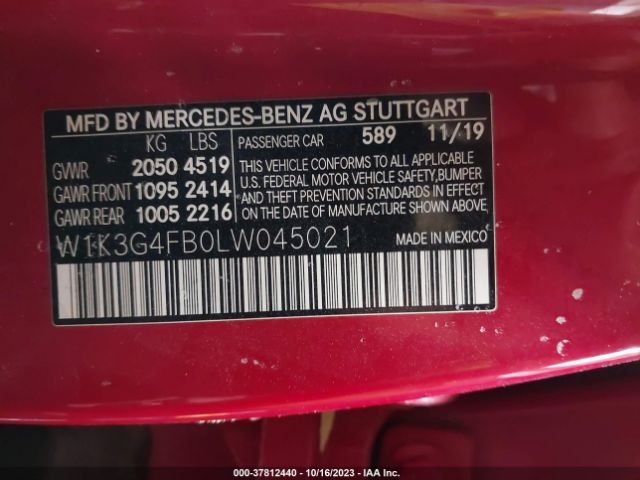 MFD BY MERCEDES-BENZ AG STUTTGART
KG LBS
PASSENGER CAR 589 11/19
GVWR 2050 4519
GAWR FRONT 1095 2414
GAWR REAR 1005 2216
THIS VEHICLE CONFORMS TO ALL APPLICABLE
U.S. FEDERAL MOTOR VEHICLE SAFETY,BUMPER
AND THEFT PREVENTION STANDARDS IN EFFECT
ON THE DATE OF MANUFACTURE SHOWN ABOVE.
W1K3G4FB0LW045021
MADE IN MEXICO
000-37812440 - 10/16/2023 - IAA Inc.